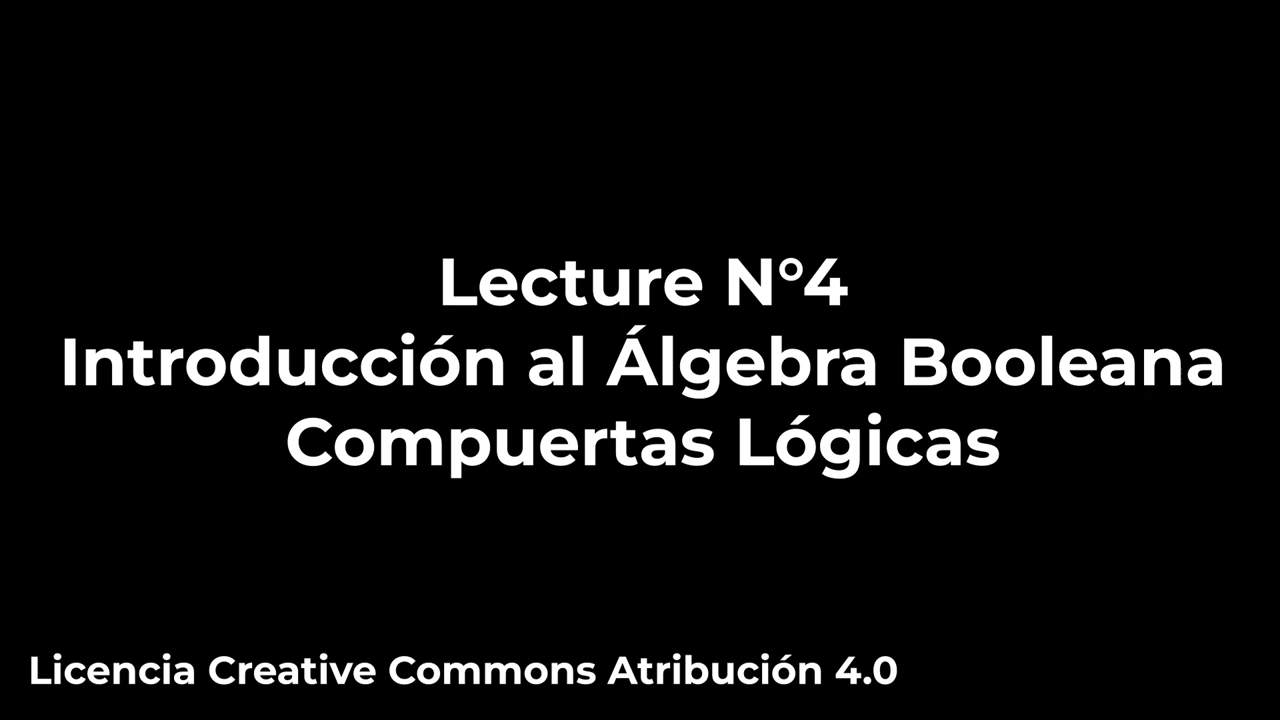 Lecture N°4
Introducción al Álgebra Booleana
Compuertas Lógicas
Licencia Creative Commons Atribución 4.0